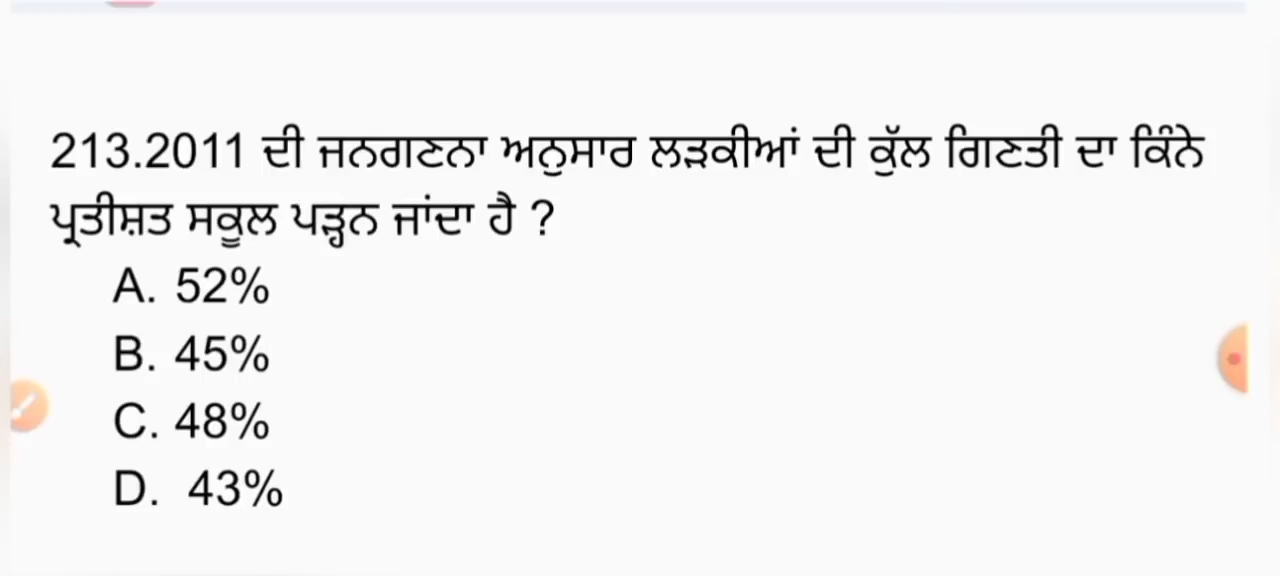 213.2011 ਦੀ ਜਨਗਣਨਾ ਅਨੁਸਾਰ ਲੜਕੀਆਂ ਦੀ ਕੁੱਲ ਗਿਣਤੀ ਦਾ ਕਿੰਨੇ
ਪ੍ਰਤੀਸ਼ਤ ਸਕੂਲ ਪੜ੍ਹਨ ਜਾਂਦਾ ਹੈ ?
A. 52%
B. 45%
C. 48%
D. 43%